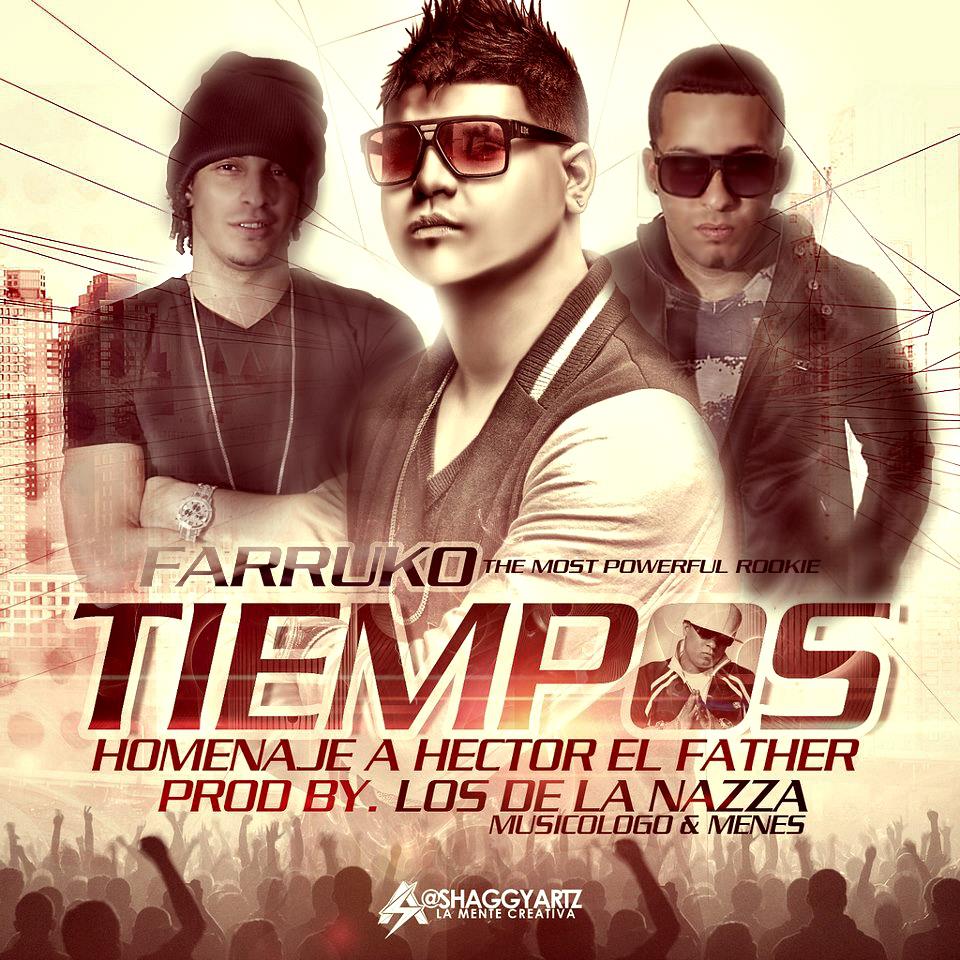 FARRUKO THE MOST POWERFUL ROOKIE
TIEMPOS
HOMENAJE A HECTOR EL FATHER
PROD BY. LOS DE LA NAZZA
MUSICOLOGO & MENES
@SHAGGYARTZ
LA MENTE CREATIVA